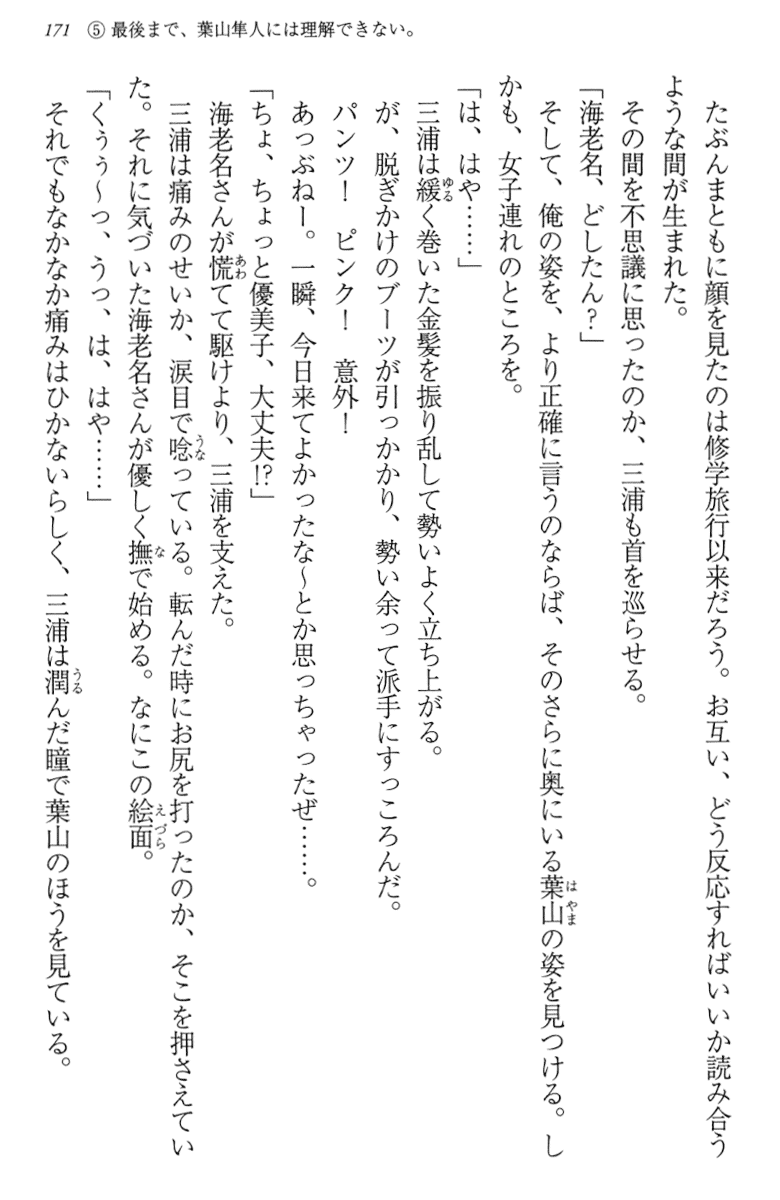 171 ⑤ 最後まで、葉山隼人には理解できない。
たぶんまともに顔を見たのは修学旅行以来だろう。お互い、どう反応すればいいか読み合う
ような間が生まれた。
その間を不思議に思ったのか、三浦も首を巡らせる。
「海老名、どしたん?」
そして、俺の姿を、より正確に言うのならば、そのさらに奥にいる葉山の姿を見つける。し
かも、女子連れのところを。
「は、はや……」
三浦は緩く巻いた金髪を振り乱して勢いよく立ち上がる。
が、脱ぎかけのブーツが引っかかり、勢い余って派手にすっころんだ。
パンツ! ピンク! 意外!
あっぶねー。一瞬、今日来てよかったな〜とか思っちゃったぜ……。
「ちょ、ちょっと優美子、大丈夫!?」
海老名さんが慌てて駆けより、三浦を支えた。
三浦は痛みのせいか、涙目で唸っている。転んだ時にお尻を打ったのか、そこを押さえてい
た。それに気づいた海老名さんが優しく撫で始める。なにこの絵面。
「くぅぅ〜っ、うっ、は、はや……」
それでもなかなか痛みはひかないらしく、三浦は潤んだ瞳で葉山のほうを見ている。